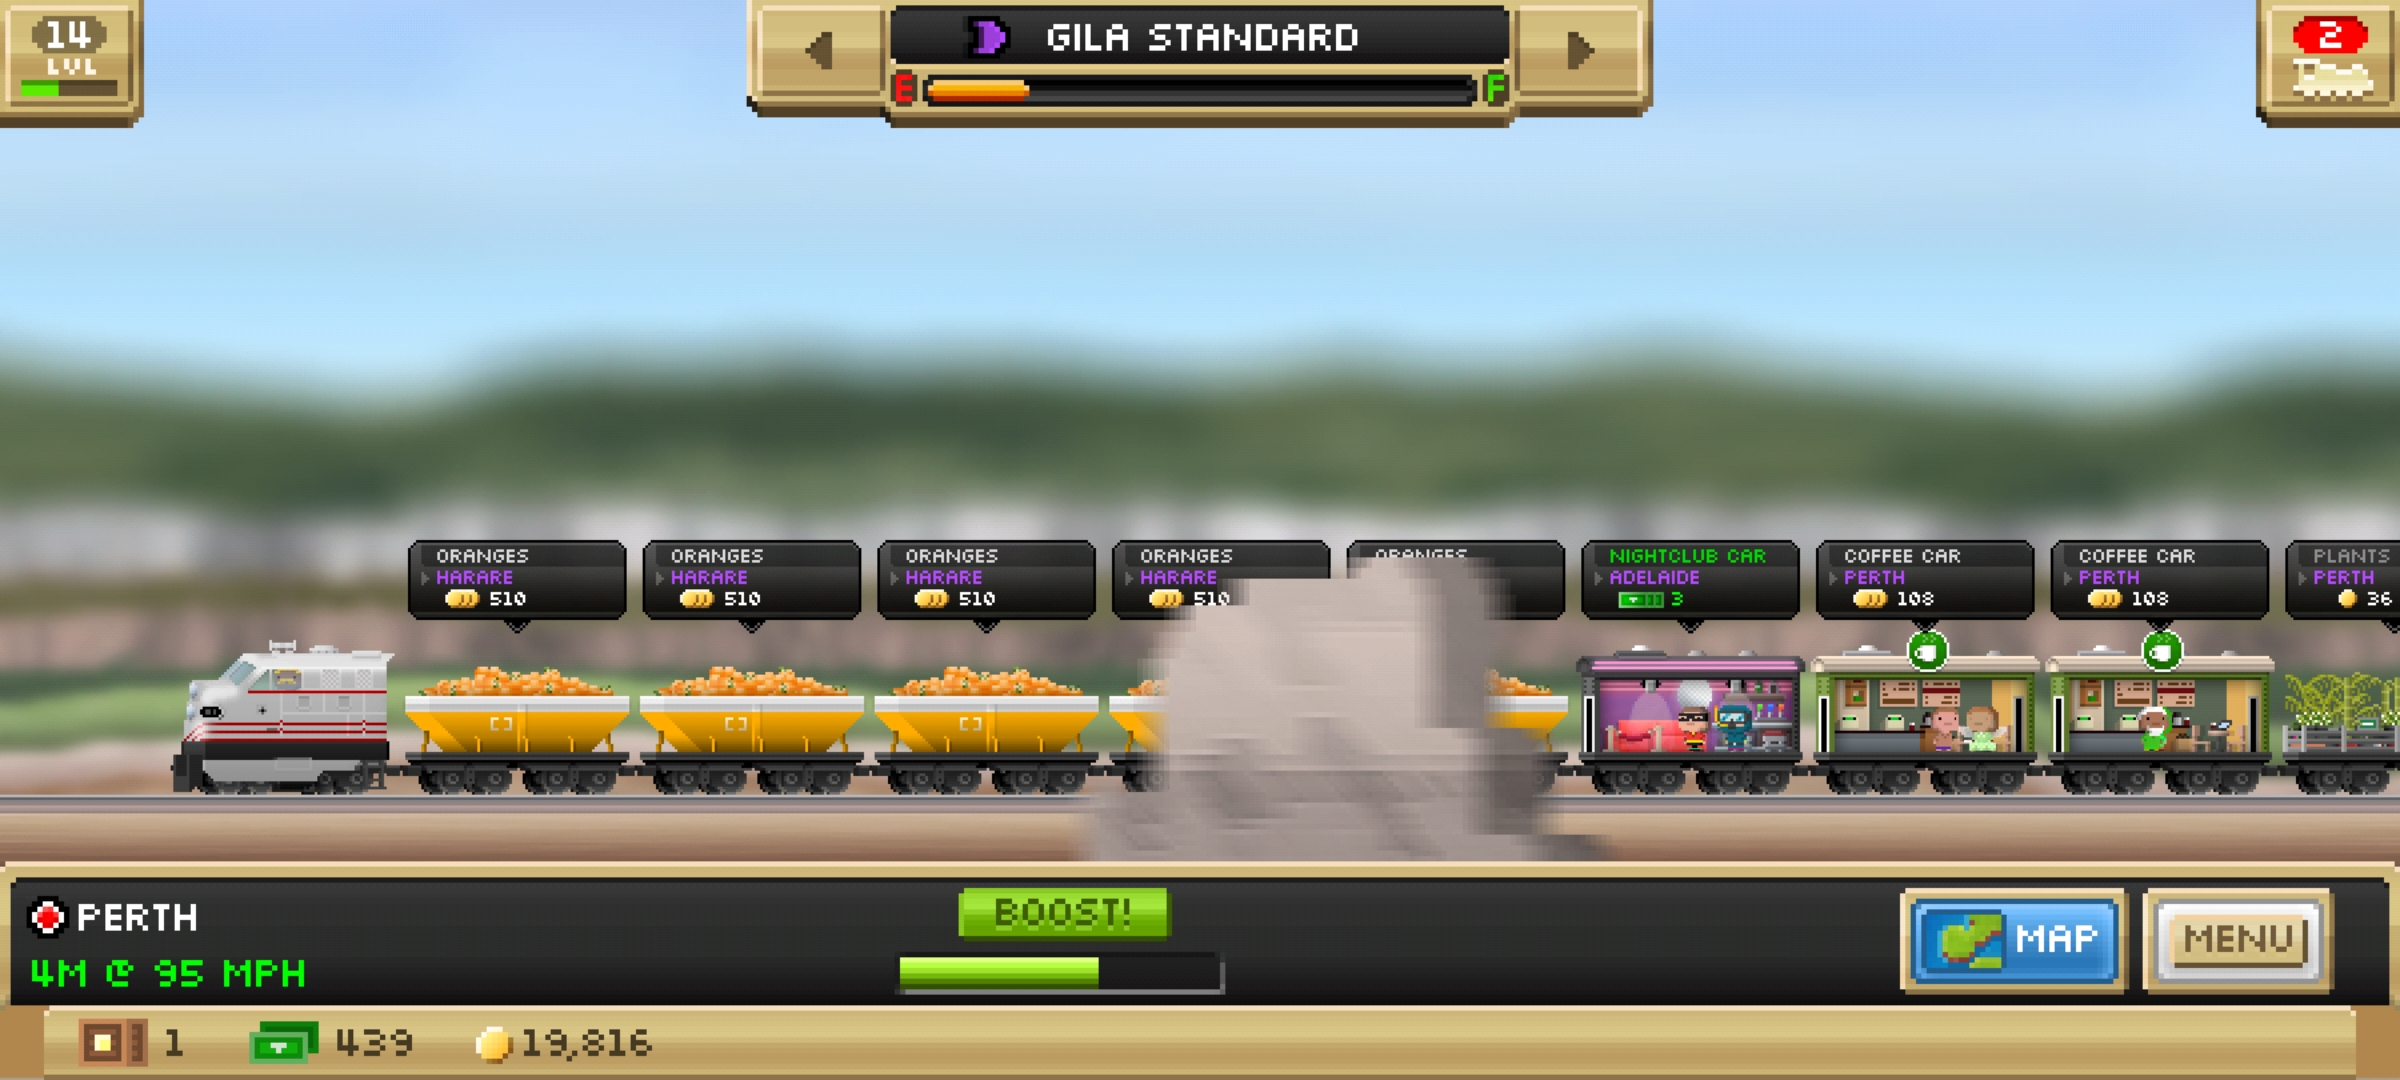 14
LVL
GILA STANDARD
E F
2
ORANGES
HARARE
510
ORANGES
HARARE
510
ORANGES
HARARE
510
ORANGES
HARARE
510
ORANGES
NIGHTCLUB CAR
ADELAIDE
3
COFFEE CAR
PERTH
108
COFFEE CAR
PERTH
108
PLANTS
PERTH
36
PERTH
4M @ 95 MPH
BOOST!
MAP
MENU
1
439
19,816